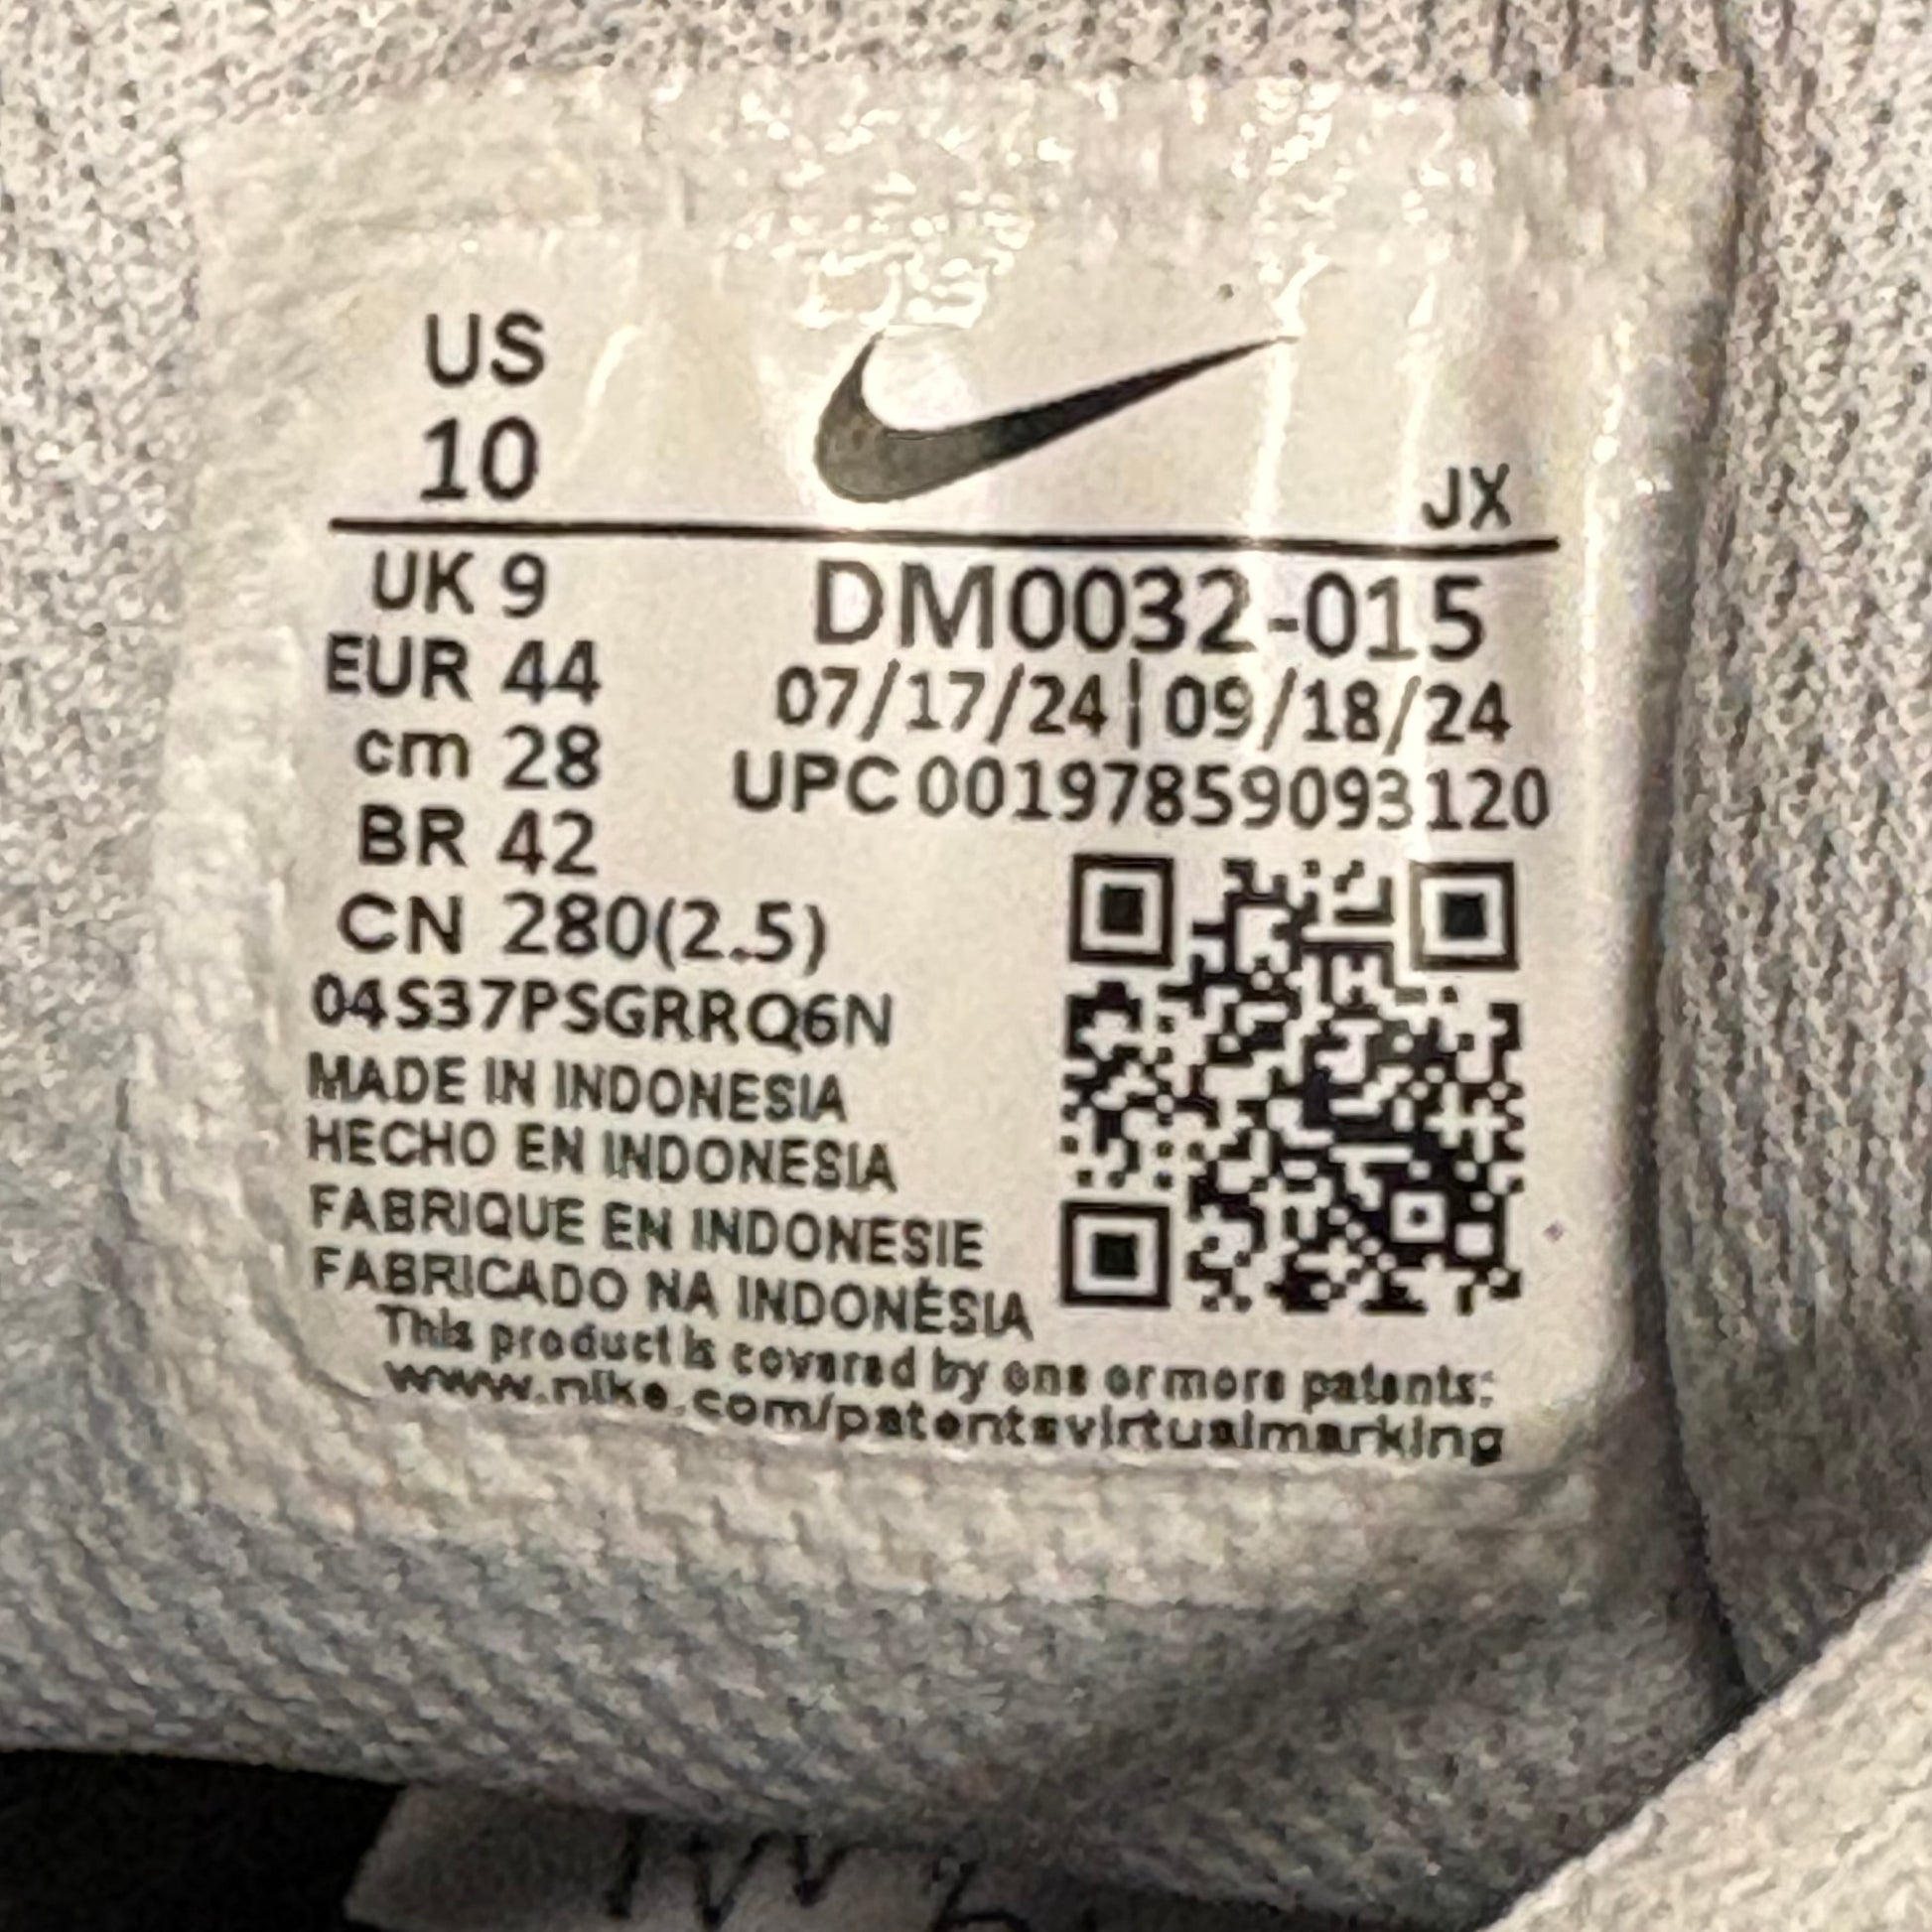 US
10
JX
UK 9
EUR 44
cm 28
BR 42
CN 280(2.5)
DM0032-015
07/17/24 | 09/18/24
UPC 00197859093120
04S37PSGRRQ6N
MADE IN INDONESIA
HECHO EN INDONESIA
FABRIQUE EN INDONESIE
FABRICADO NA INDONÉSIA
This product is covered by one or more patents:
www.nike.com/patentsvirtualmarking